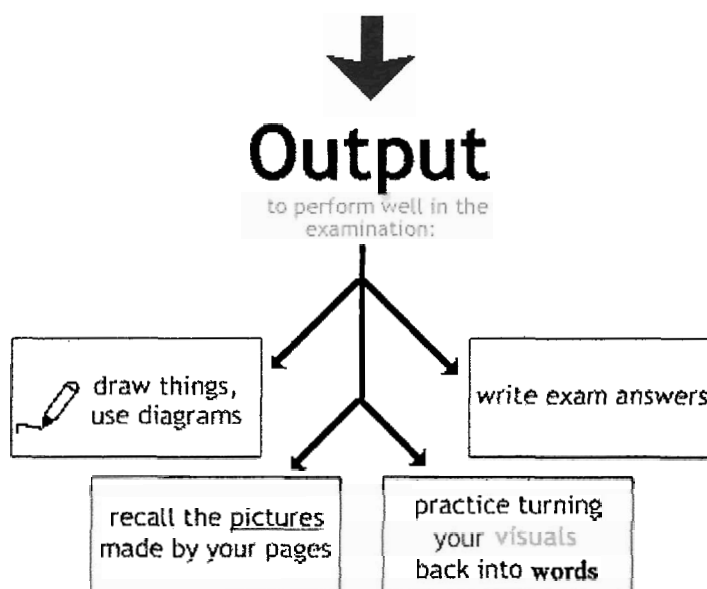 Output
to perform well in the
examination:
draw things,
use diagrams
write exam answers
recall the pictures
made by your pages
practice turning
your visuals
back into words